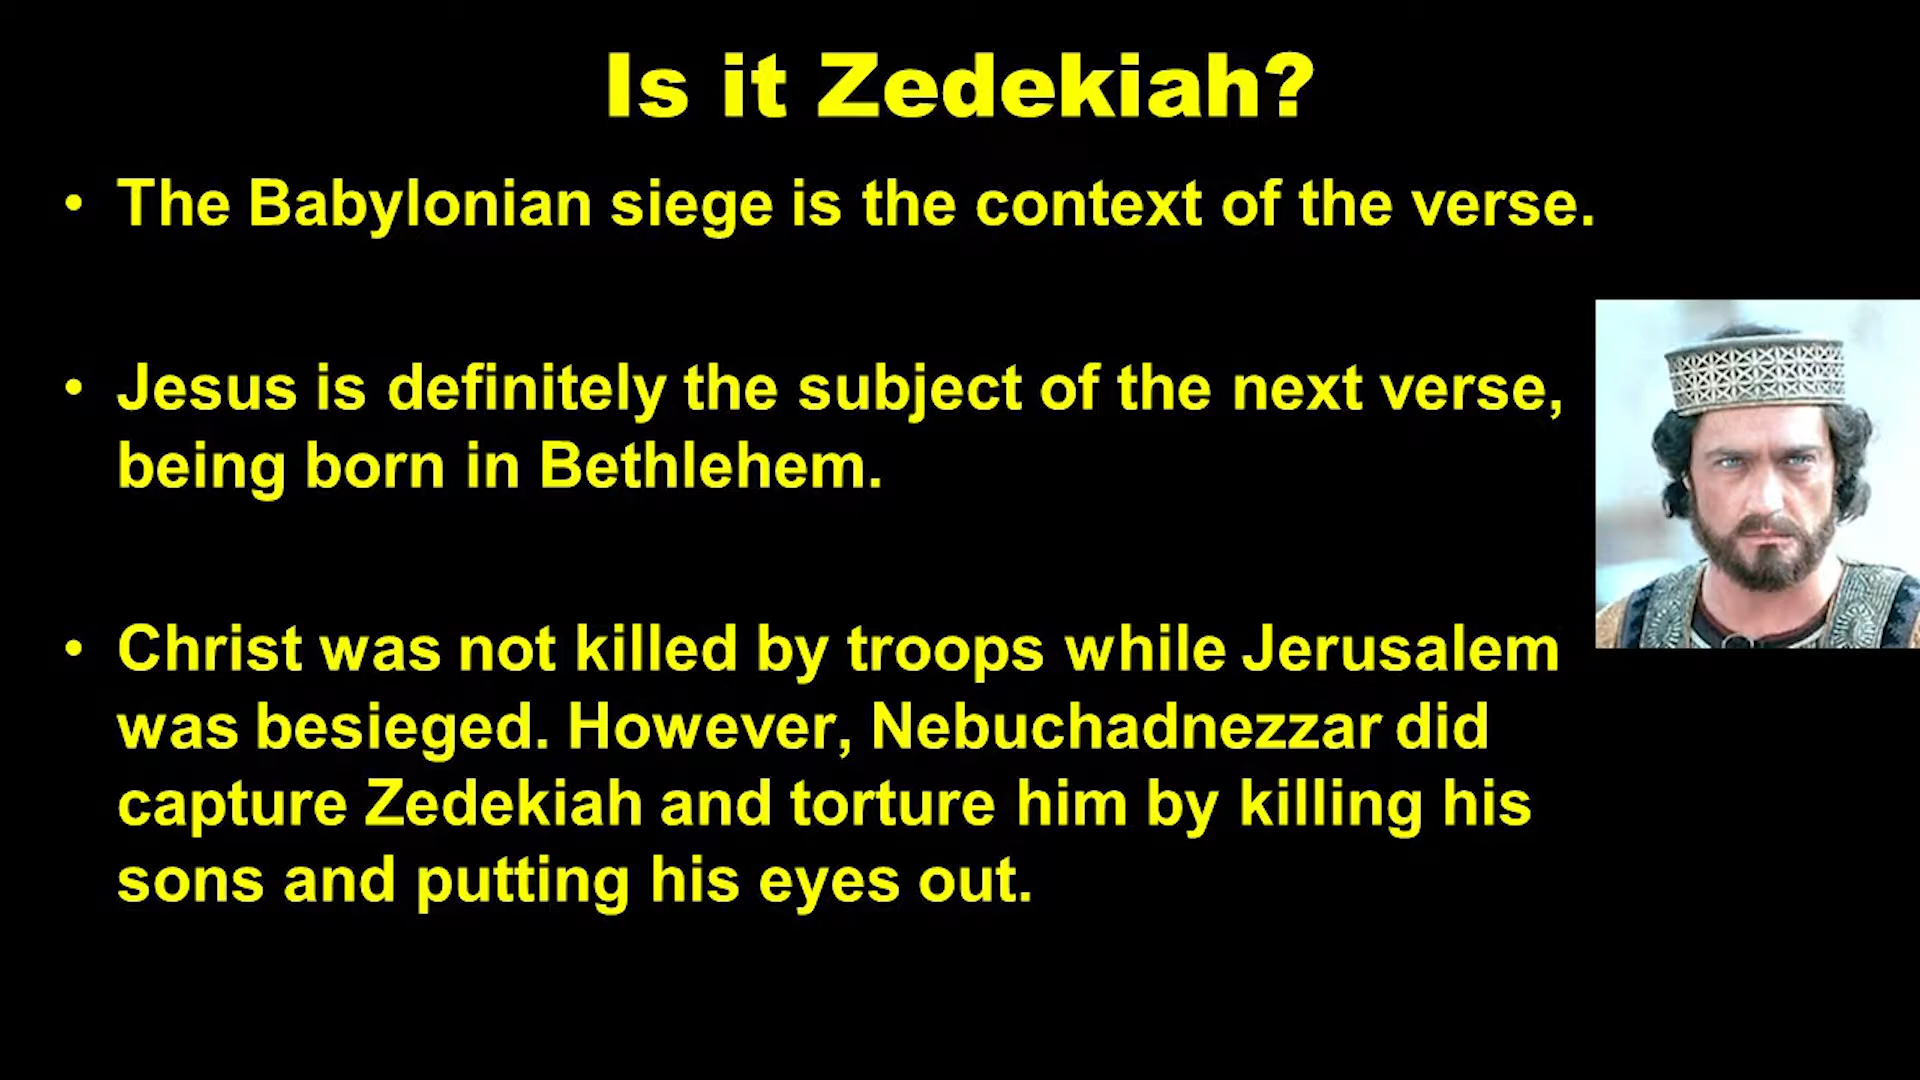 Is it Zedekiah?
• The Babylonian siege is the context of the verse.
• Jesus is definitely the subject of the next verse,
being born in Bethlehem.
• Christ was not killed by troops while Jerusalem
was besieged. However, Nebuchadnezzar did
capture Zedekiah and torture him by killing his
sons and putting his eyes out.